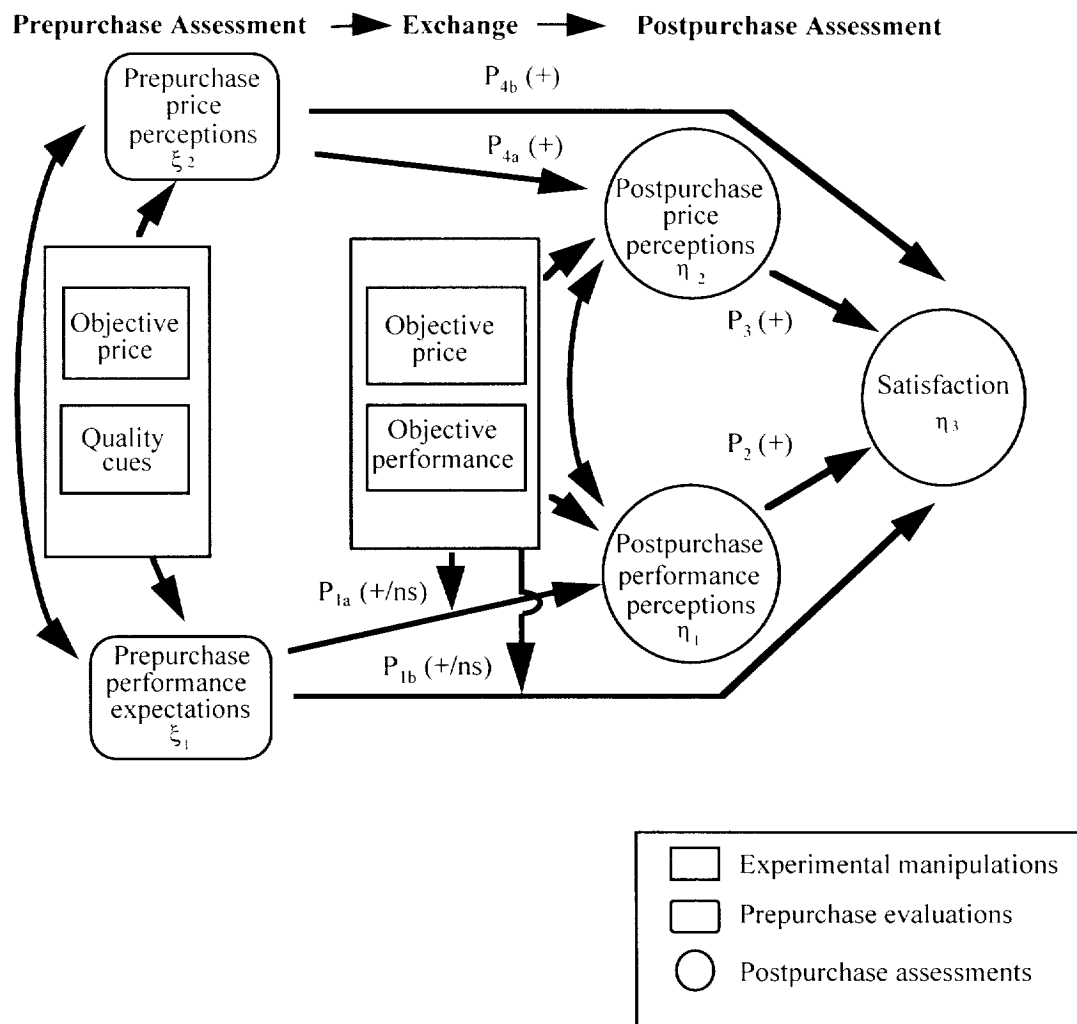 Prepurchase Assessment Exchange Postpurchase Assessment
Prepurchase
price
perceptions
ξ2
P4b (+)
P4a (+)
Postpurchase
price
perceptions
η2
Objective
price
Quality
cues
Objective
price
Objective
performance
P3 (+)
Satisfaction
η3
P2 (+)
Postpurchase
performance
perceptions
η1
P1a (+/ns)
P1b (+/ns)
Prepurchase
performance
expectations
ξ1
Experimental manipulations
Prepurchase evaluations
Postpurchase assessments